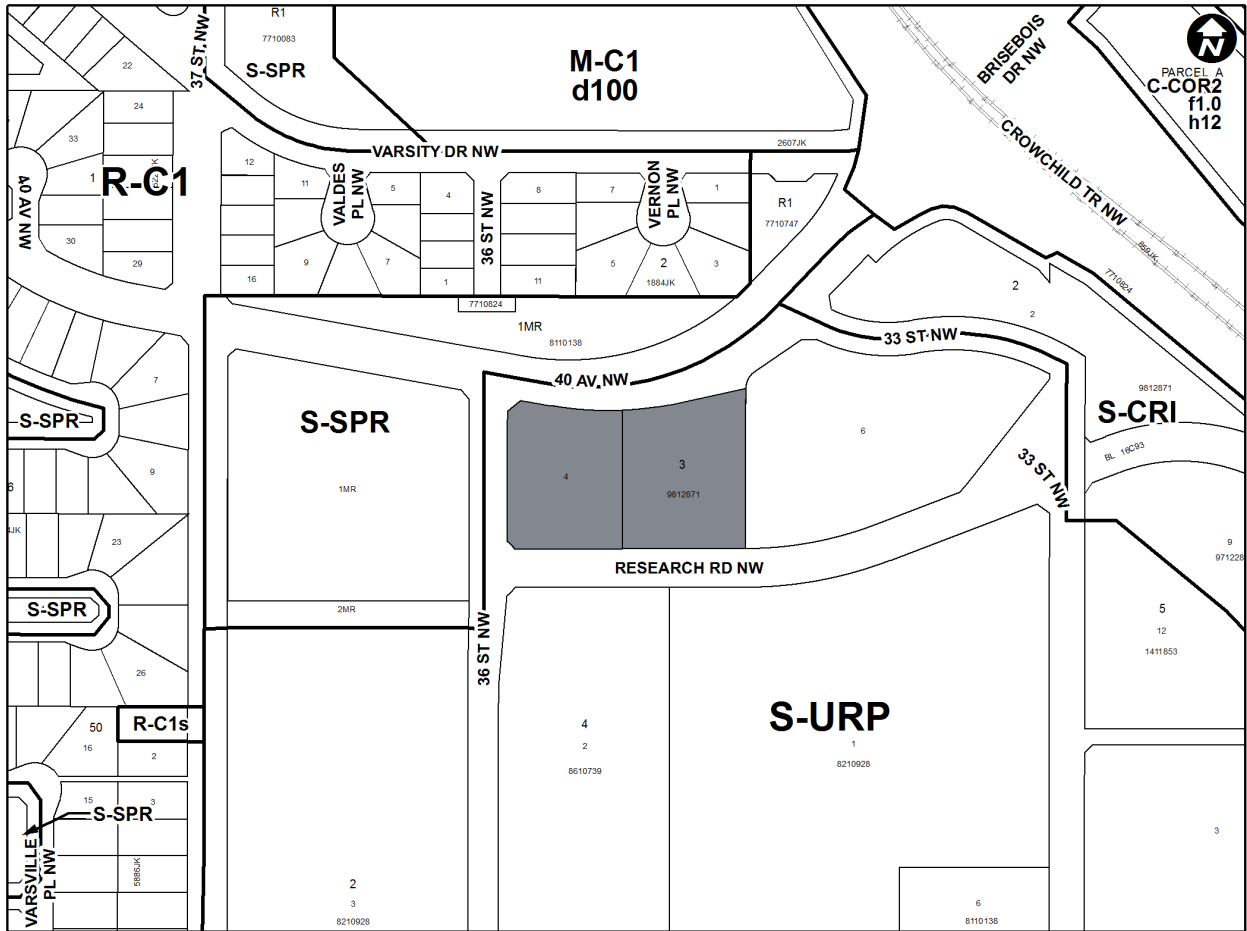 R1
7710083
S-SPR
37 ST NW
22
24
33
1
R-C1
40 AV NW
30
29
M-C1
d100
BRISEBOIS
DR NW
N
PARCEL A
C-COR2
f1.0
h12
CROWCHILD TR NW
859JK
7710824
VARSITY DR NW
2607JK
12
11
VALDES
PL NW
5
4
36 ST NW
8
7
VERNON
PL NW
1
R1
7710747
16
9
7
1
11
5
2
1884JK
3
7710824
1MR
8110138
2
2
33 ST NW
40 AV NW
9812871
S-CRI
BL 16C93
7
S-SPR
9
6
S-SPR
1MR
4
3
9812871
6
33 ST NW
9
971228
23
RESEARCH RD NW
S-SPR
2MR
36 ST NW
5
12
1411853
26
R-C1s
50
16
2
4
2
8610739
S-URP
1
8210928
15
3
S-SPR
VARSVILLE
PL NW
5886JK
2
3
8210928
6
8110138
3